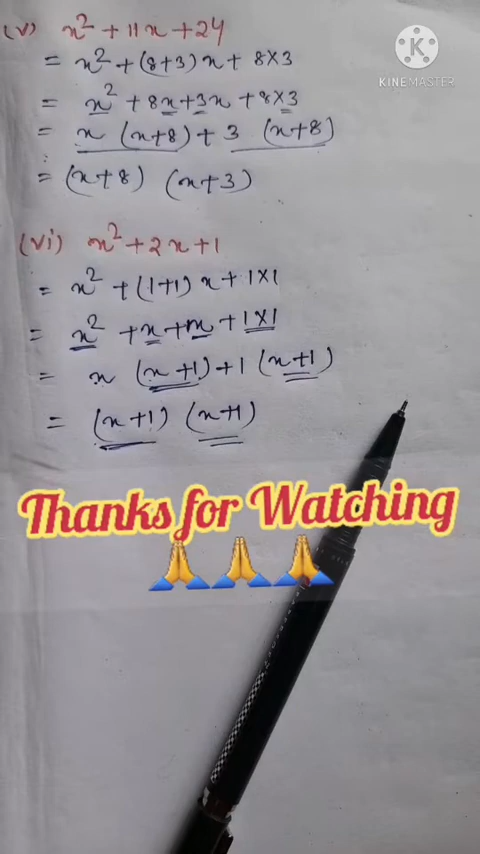 (v) x² + 11x + 24
= x² + (8+3) x + 8×3
= x² + 8x + 3x + 8×3
= x (x+8) + 3 (x+8)
= (x+8) (x+3)
(vi) x² + 2x + 1
= x² + (1+1) x + 1×1
= x² + x + x + 1×1
= x (x+1) + 1 (x+1)
= (x+1) (x+1)
Thanks for Watching
🙏🙏🙏
KINEMASTER